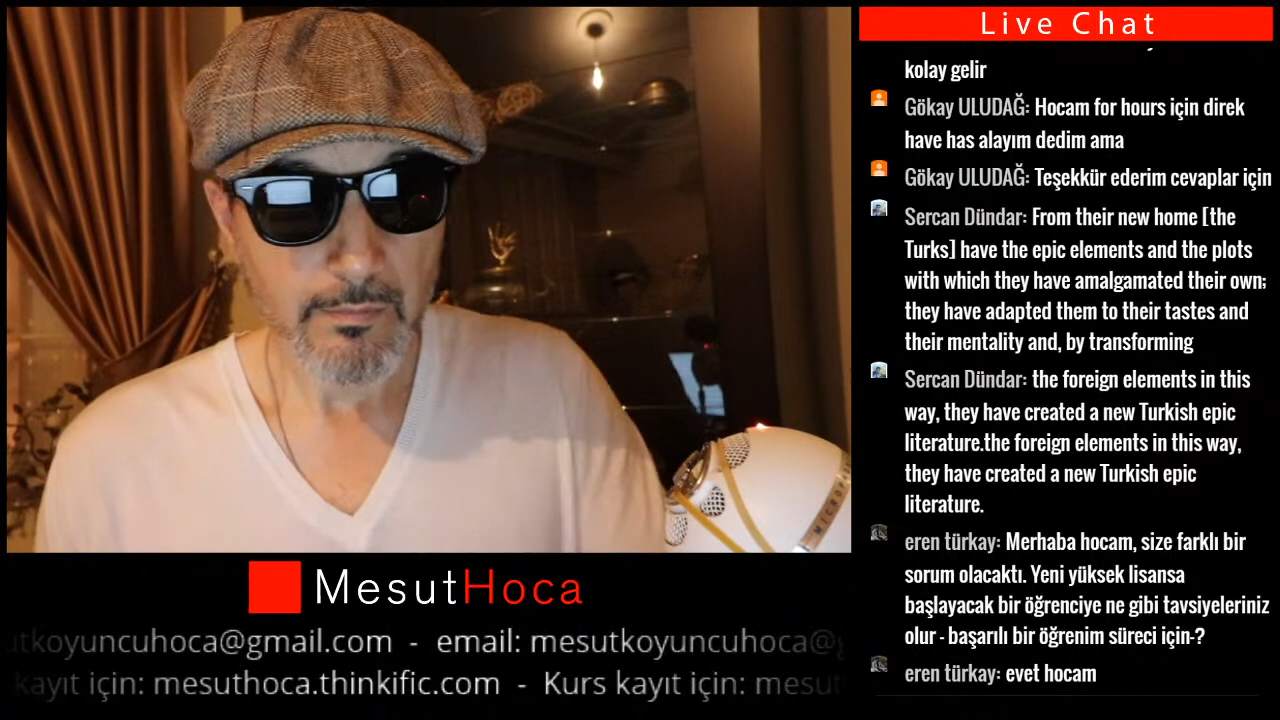 Live Chat
kolay gelir
Gökay ULUDAĞ: Hocam for hours için direk
have has alayım dedim ama
Gökay ULUDAĞ: Teşekkür ederim cevaplar için
Sercan Dündar: From their new home [the
Turks] have the epic elements and the plots
with which they have amalgamated their own;
they have adapted them to their tastes and
their mentality and, by transforming
Sercan Dündar: the foreign elements in this
way, they have created a new Turkish epic
literature.the foreign elements in this way,
they have created a new Turkish epic
literature.
eren türkay: Merhaba hocam, size farklı bir
sorum olacaktı. Yeni yüksek lisansa
başlayacak bir öğrenciye ne gibi tavsiyeleriniz
olur - başarılı bir öğrenim süreci için-?
eren türkay: evet hocam
MesutHoca
utkoyuncuhoca@gmail.com - email: mesutkoyuncuhoca@g
kayıt için: mesuthoca.thinkific.com - Kurs kayıt için: mesut